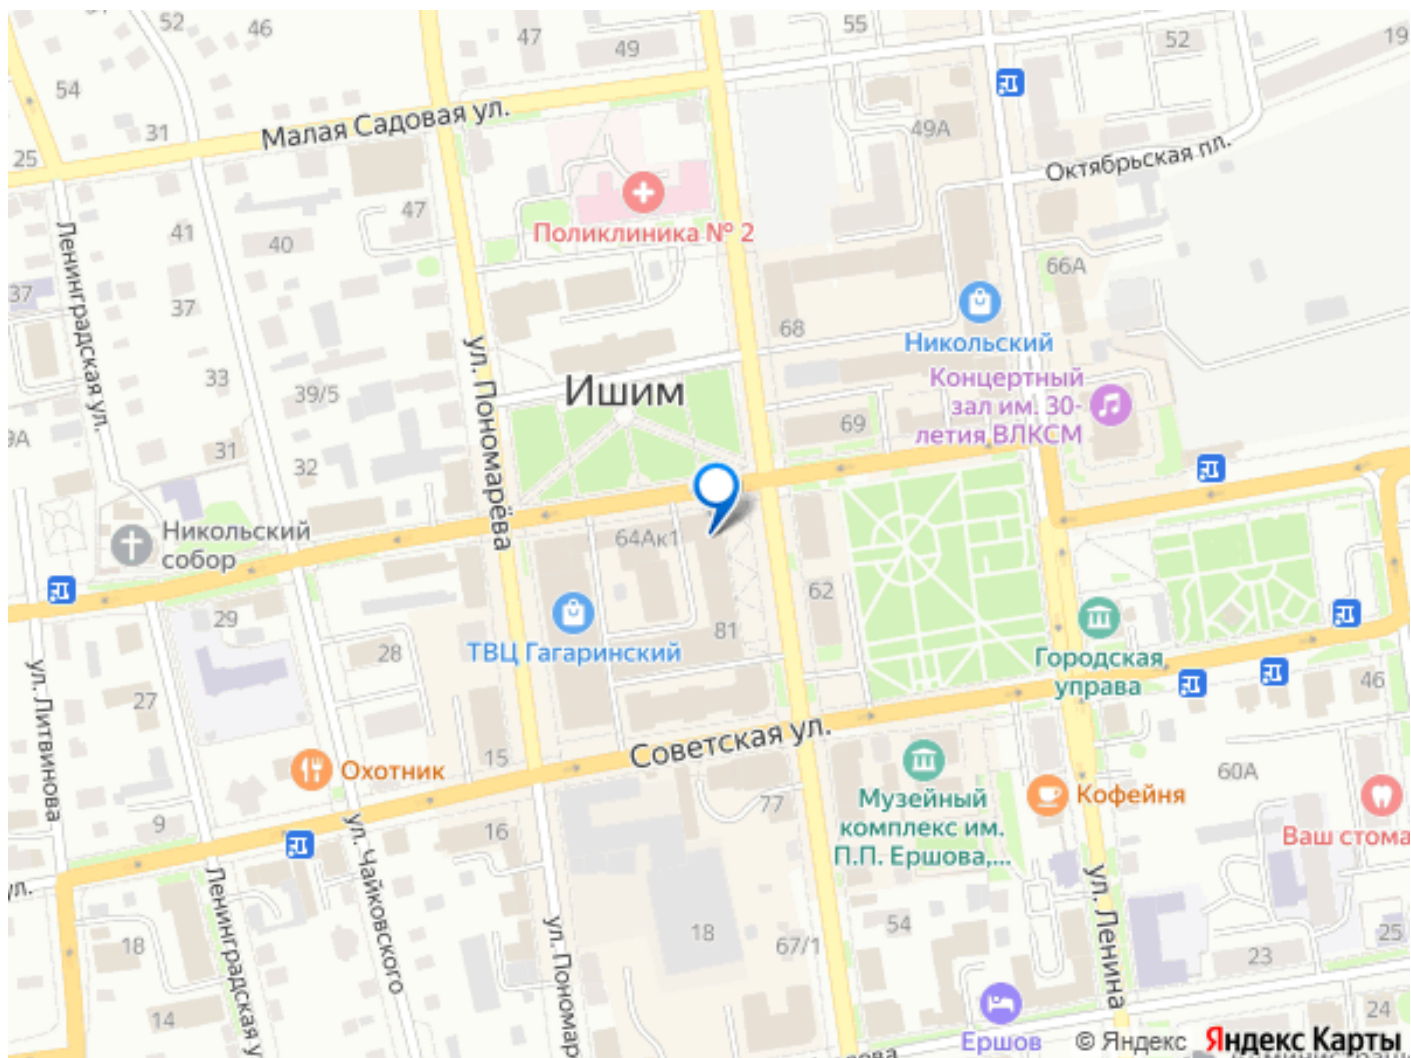 52
46
47
49
55
52
19
54
31
25
Малая Садовая ул.
49А
Октябрьская пл.
Поликлиника № 2
47
41
40
Ленинградская ул.
37
37
66А
68
Никольский
ул. Пономарёва
Ишим
33
39/5
Концертный
зал им. 30-
летия ВЛКСМ
69
9А
31
32
Никольский
собор
64Ак1
29
62
81
ТВЦ Гагаринский
28
Городская
управа
46
ул. Литвинова
27
Советская ул.
15
Охотник
Музейный
комплекс им.
П.П. Ершова,...
Кофейня
60А
77
9
16
Ваш стома
ул. Чайковского
ул.
Ленинградская у
ул. Понома
ул. Ленина
18
18
54
67/1
23
25
14
24
Ершов
© Яндекс Яндекс Карты